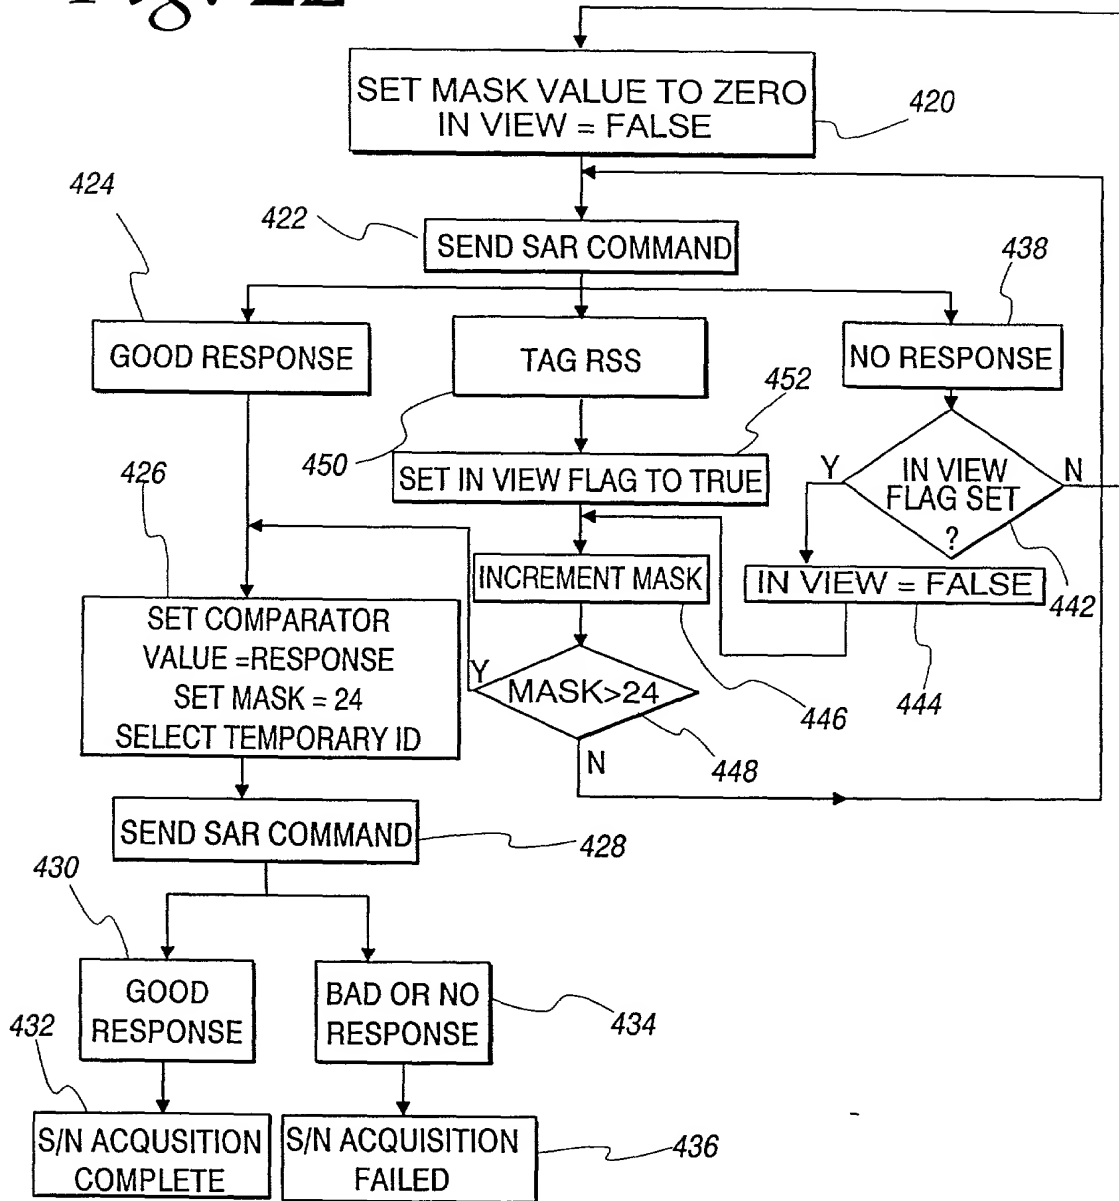 Fig. 22
SET MASK VALUE TO ZERO
IN VIEW = FALSE
420
424
422
SEND SAR COMMAND
438
GOOD RESPONSE
TAG RSS
NO RESPONSE
452
450
SET IN VIEW FLAG TO TRUE
Y
IN VIEW
FLAG SET
?
N
426
INCREMENT MASK
IN VIEW = FALSE
442
SET COMPARATOR
VALUE =RESPONSE
SET MASK = 24
SELECT TEMPORARY ID
Y
MASK>24
446
444
N
448
SEND SAR COMMAND
428
430
GOOD
RESPONSE
BAD OR NO
RESPONSE
434
432
S/N ACQUSITION
COMPLETE
S/N ACQUISITION
FAILED
436